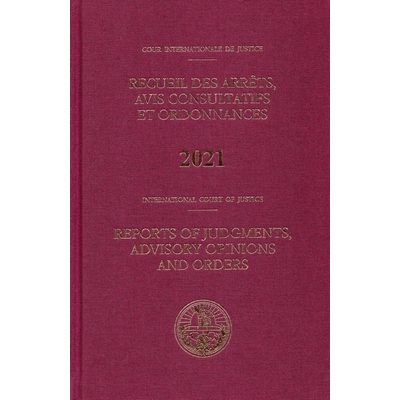 COUR INTERNATIONALE DE JUSTICE
RECUEIL DES ARRÊTS,
AVIS CONSULTATIFS
ET ORDONNANCES
2021
INTERNATIONAL COURT OF JUSTICE
REPORTS OF JUDGMENTS,
ADVISORY OPINIONS
AND ORDERS